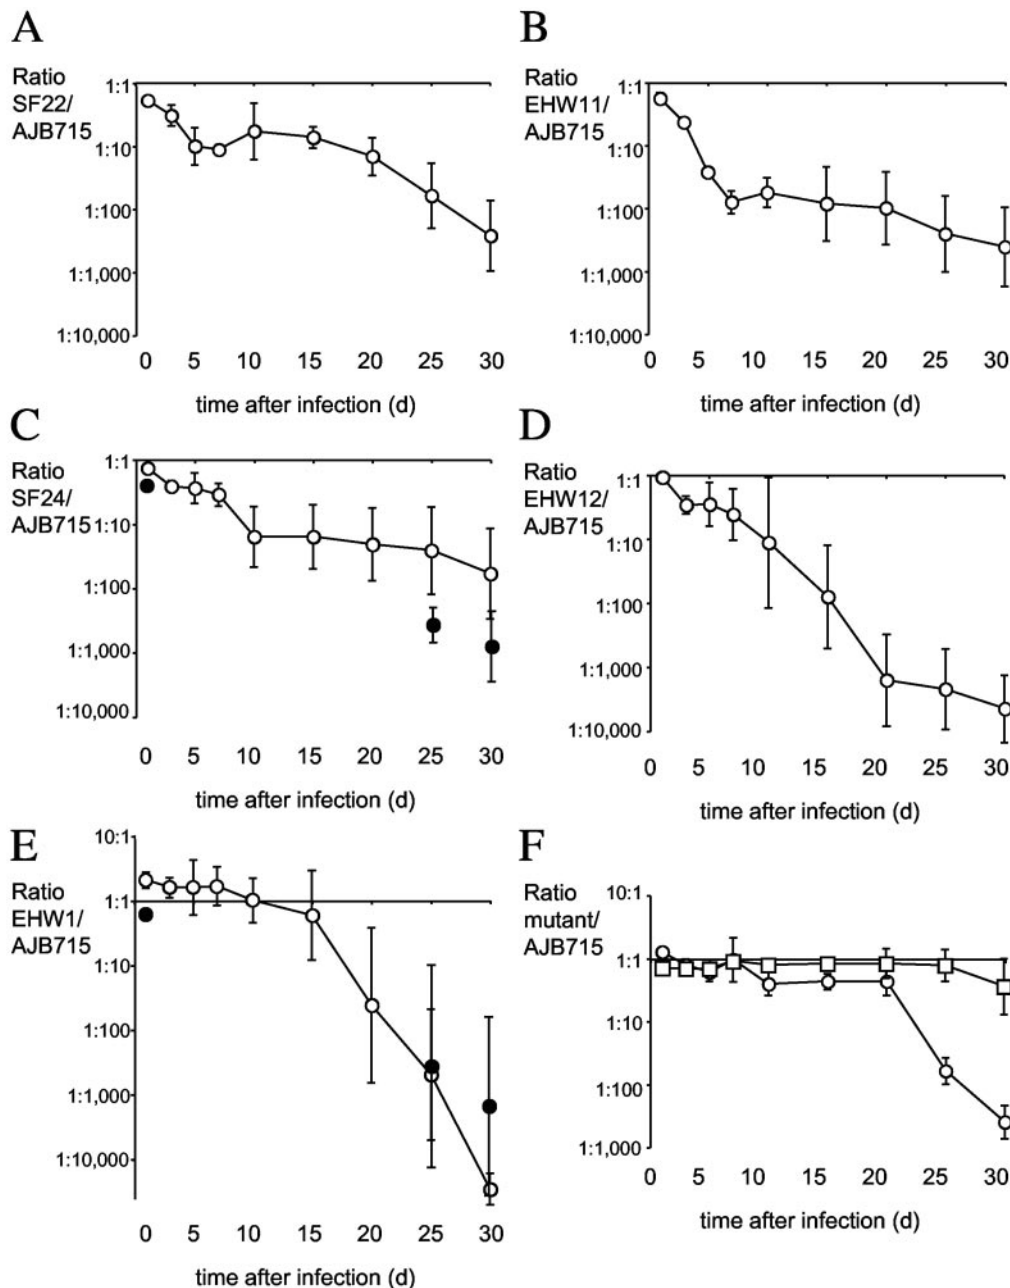 A
Ratio
SF22/
AJB715
1:1
1:10
1:100
1:1,000
1:10,000
0 5 10 15 20 25 30
time after infection (d)
B
Ratio
EHW11/
AJB715
1:1
1:10
1:100
1:1,000
1:10,000
0 5 10 15 20 25 30
time after infection (d)
C
Ratio
SF24/
AJB715
1:1
1:10
1:100
1:1,000
1:10,000
0 5 10 15 20 25 30
time after infection (d)
D
Ratio
EHW12/
AJB715
1:1
1:10
1:100
1:1,000
1:10,000
0 5 10 15 20 25 30
time after infection (d)
E
Ratio
EHW1/
AJB715
10:1
1:1
1:10
1:100
1:1,000
1:10,000
0 5 10 15 20 25 30
time after infection (d)
F
Ratio
mutant/
AJB715
10:1
1:1
1:10
1:100
1:1,000
0 5 10 15 20 25 30
time after infection (d)